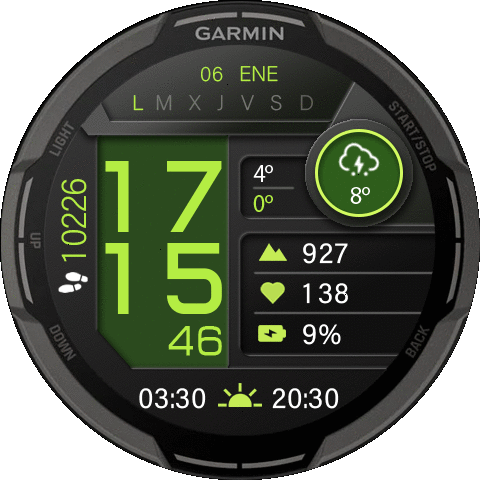 GARMIN
06 ENE
L M X J V S D
LIGHT
START/STOP
17
4º
0º
8º
10226
UP
15
927
138
46
9%
DOWN
BACK
03:30 20:30